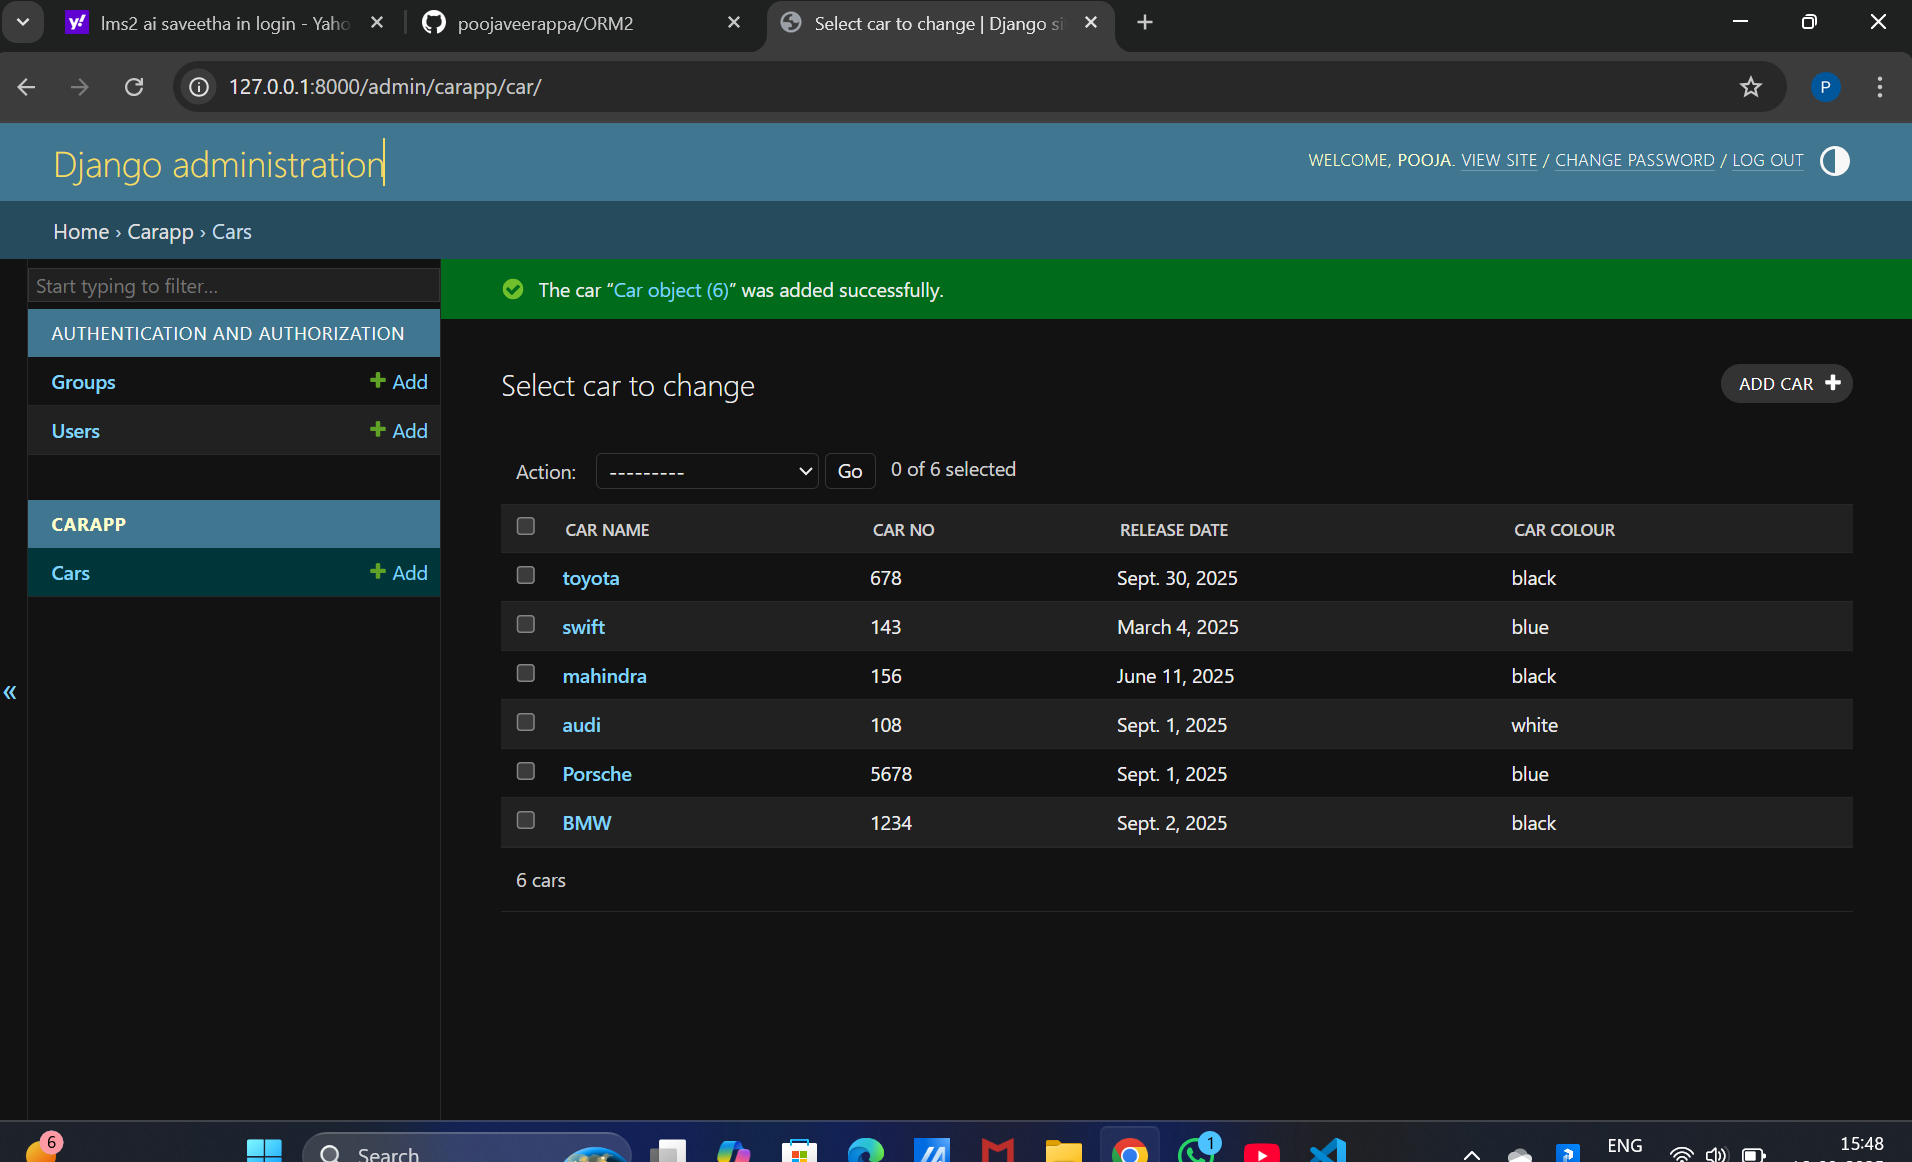 lms2 ai saveetha in login - Yaho
poojaveerappa/ORM2
Select car to change | Django si
127.0.0.1:8000/admin/carapp/car/
P
Django administration
WELCOME, POOJA. VIEW SITE / CHANGE PASSWORD / LOG OUT
Home › Carapp › Cars
Start typing to filter...
The car “Car object (6)” was added successfully.
AUTHENTICATION AND AUTHORIZATION
Groups + Add
Users + Add
CARAPP
Cars + Add
«
Select car to change
ADD CAR +
Action: --------- Go 0 of 6 selected
CAR NAME CAR NO RELEASE DATE CAR COLOUR
toyota 678 Sept. 30, 2025 black
swift 143 March 4, 2025 blue
mahindra 156 June 11, 2025 black
audi 108 Sept. 1, 2025 white
Porsche 5678 Sept. 1, 2025 blue
BMW 1234 Sept. 2, 2025 black
6 cars
6
Search
1
ENG
15:48